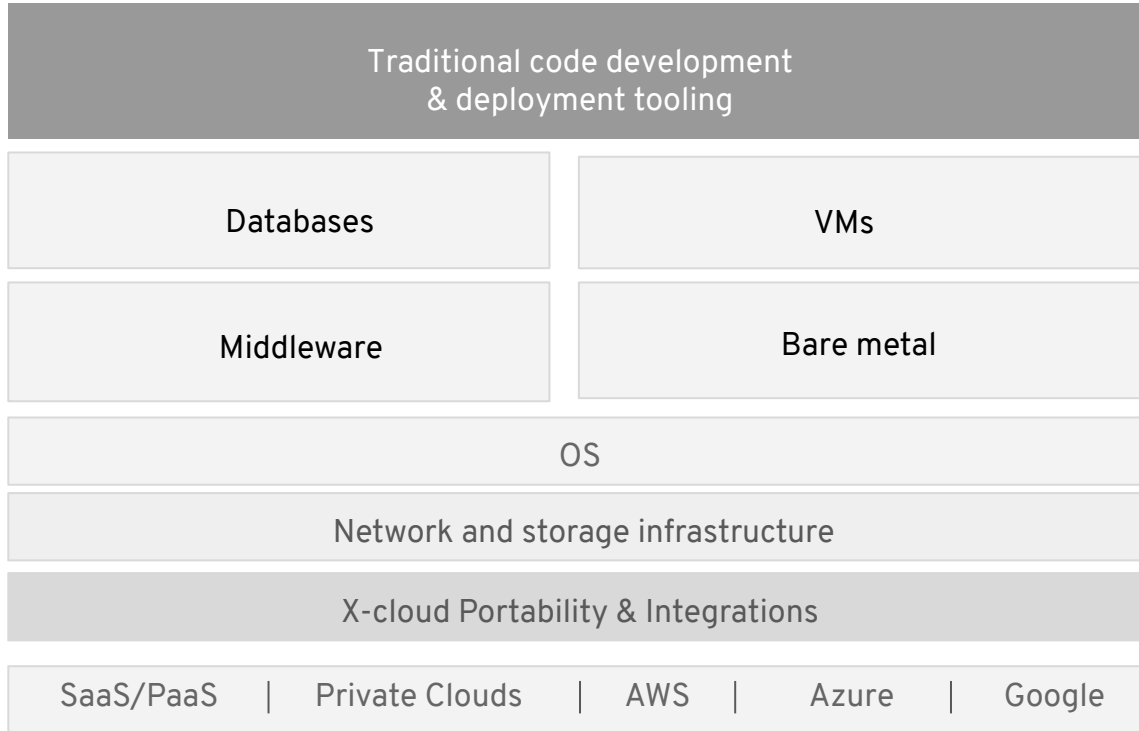 Traditional code development
& deployment tooling
Databases
VMs
Middleware
Bare metal
OS
Network and storage infrastructure
X-cloud Portability & Integrations
SaaS/PaaS | Private Clouds | AWS | Azure | Google